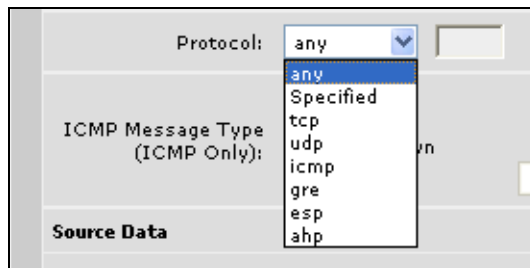 Protocol: any
any
Specified
tcp
ICMP Message Type
udp
(ICMP Only):
icmp
gre
esp
Source Data
ahp